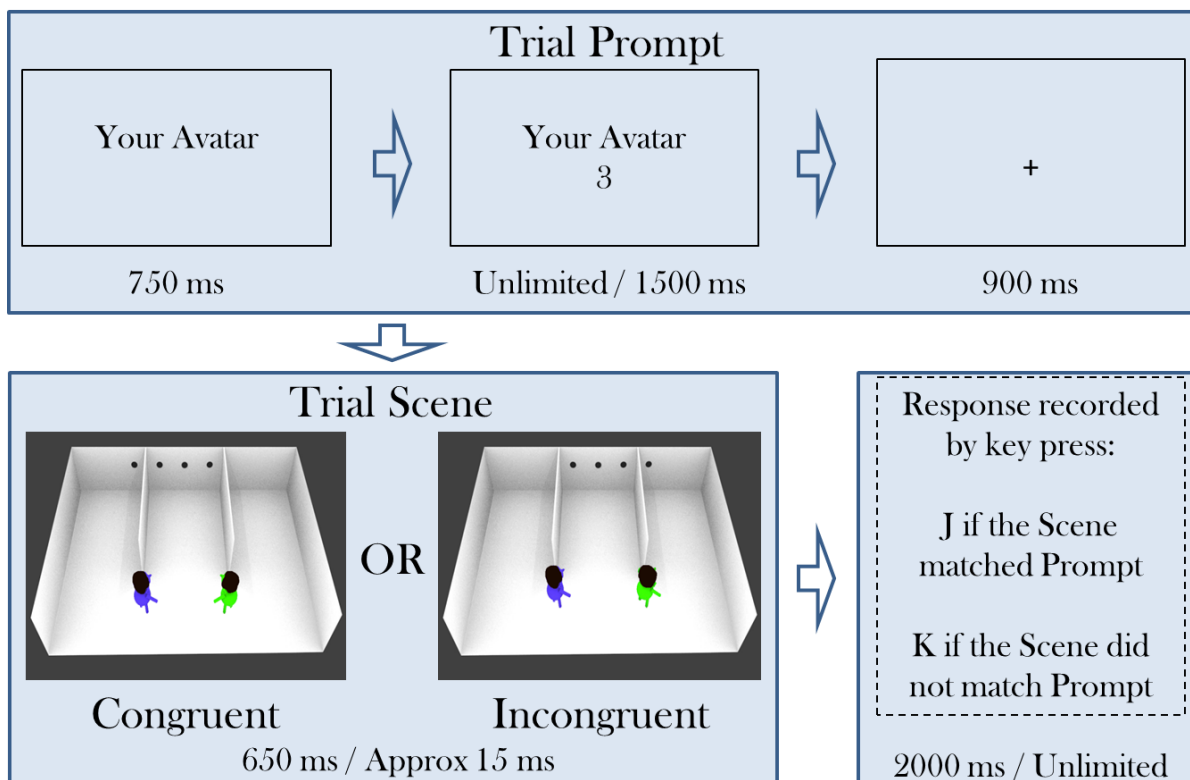 Trial Prompt
Your Avatar
750 ms
Your Avatar
3
Unlimited / 1500 ms
+
900 ms
Trial Scene
OR
Congruent
Incongruent
650 ms / Approx 15 ms
Response recorded
by key press:
J if the Scene
matched Prompt
K if the Scene did
not match Prompt
2000 ms / Unlimited